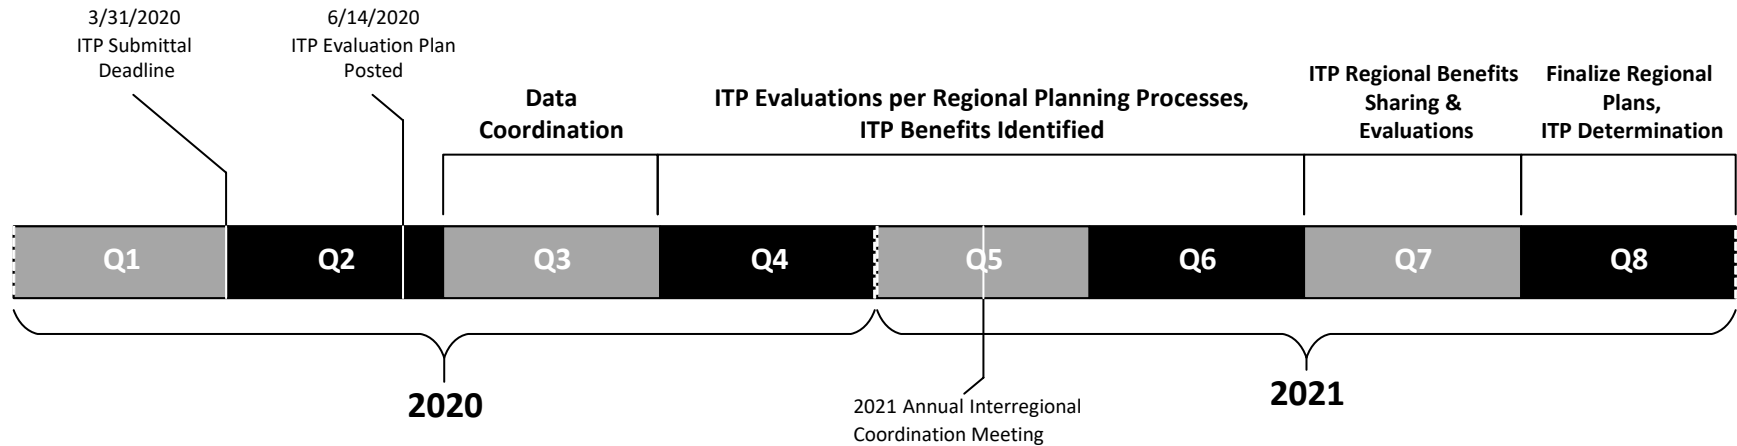 3/31/2020
ITP Submittal
Deadline
6/14/2020
ITP Evaluation Plan
Posted
Data
Coordination
ITP Evaluations per Regional Planning Processes,
ITP Benefits Identified
ITP Regional Benefits
Sharing &
Evaluations
Finalize Regional
Plans,
ITP Determination
Q1
Q2
Q3
Q4
Q5
Q6
Q7
Q8
2020
2021 Annual Interregional
Coordination Meeting
2021